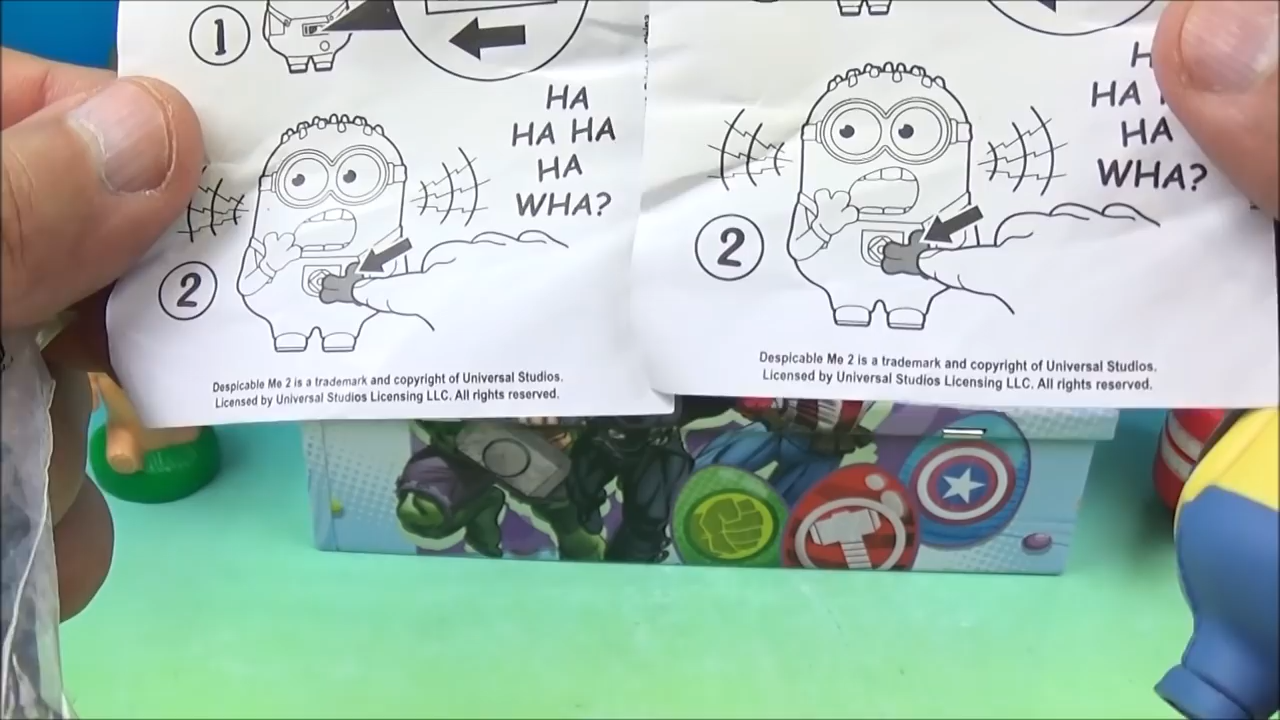 1
HA
HA HA
HA
WHA?
2
Despicable Me 2 is a trademark and copyright of Universal Studios.
Licensed by Universal Studios Licensing LLC. All rights reserved.
HA
HA
WHA?
2
Despicable Me 2 is a trademark and copyright of Universal Studios.
Licensed by Universal Studios Licensing LLC. All rights reserved.